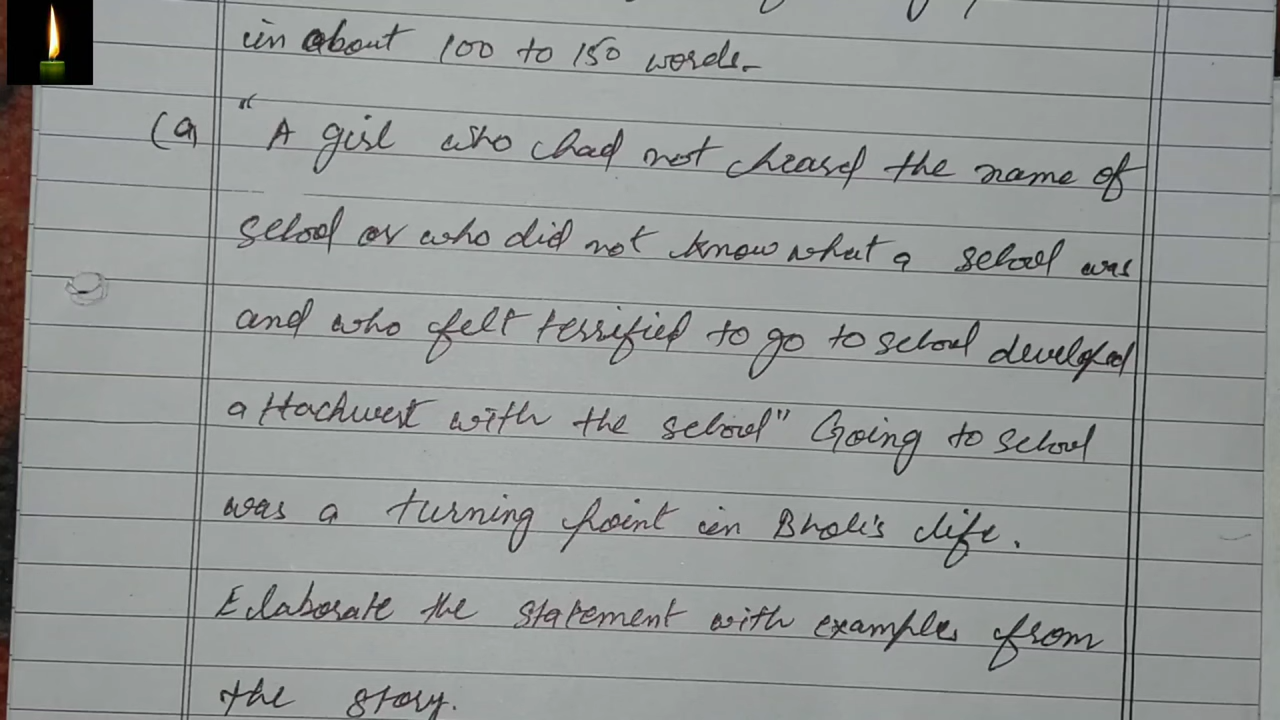 in about 100 to 150 words.
(a) "A girl who had not heard the name of
school or who did not know what a school was
and who felt terrified to go to school developed
attachment with the school" Going to school
was a turning point in Bholi's life.
Elaborate the statement with examples from
the story.